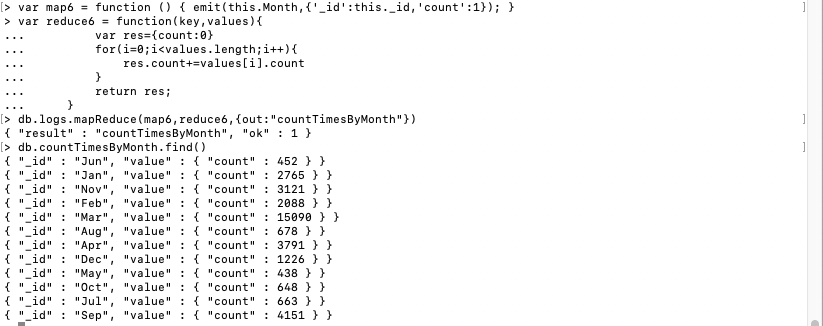 [> var map6 = function () { emit(this.Month,{'_id':this._id,'count':1}); } ]
> var reduce6 = function(key,values){
... var res={count:0}
... for(i=0;i<values.length;i++){
... res.count+=values[i].count
... }
... return res;
... }
[> db.logs.mapReduce(map6,reduce6,{out:"countTimesByMonth"}) ]
{ "result" : "countTimesByMonth", "ok" : 1 }
[> db.countTimesByMonth.find() ]
{ "_id" : "Jun", "value" : { "count" : 452 } }
{ "_id" : "Jan", "value" : { "count" : 2765 } }
{ "_id" : "Nov", "value" : { "count" : 3121 } }
{ "_id" : "Feb", "value" : { "count" : 2088 } }
{ "_id" : "Mar", "value" : { "count" : 15090 } }
{ "_id" : "Aug", "value" : { "count" : 678 } }
{ "_id" : "Apr", "value" : { "count" : 3791 } }
{ "_id" : "Dec", "value" : { "count" : 1226 } }
{ "_id" : "May", "value" : { "count" : 438 } }
{ "_id" : "Oct", "value" : { "count" : 648 } }
{ "_id" : "Jul", "value" : { "count" : 663 } }
{ "_id" : "Sep", "value" : { "count" : 4151 } }